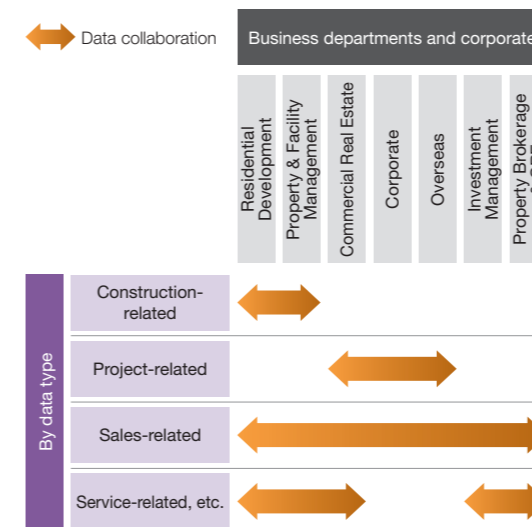 Data collaboration
Business departments and corporate
Residential
Development
Property & Facility
Management
Commercial Real Estate
Corporate
Overseas
Investment
Management
Property Brokerage
By data type
Construction-
related
Project-related
Sales-related
Service-related, etc.